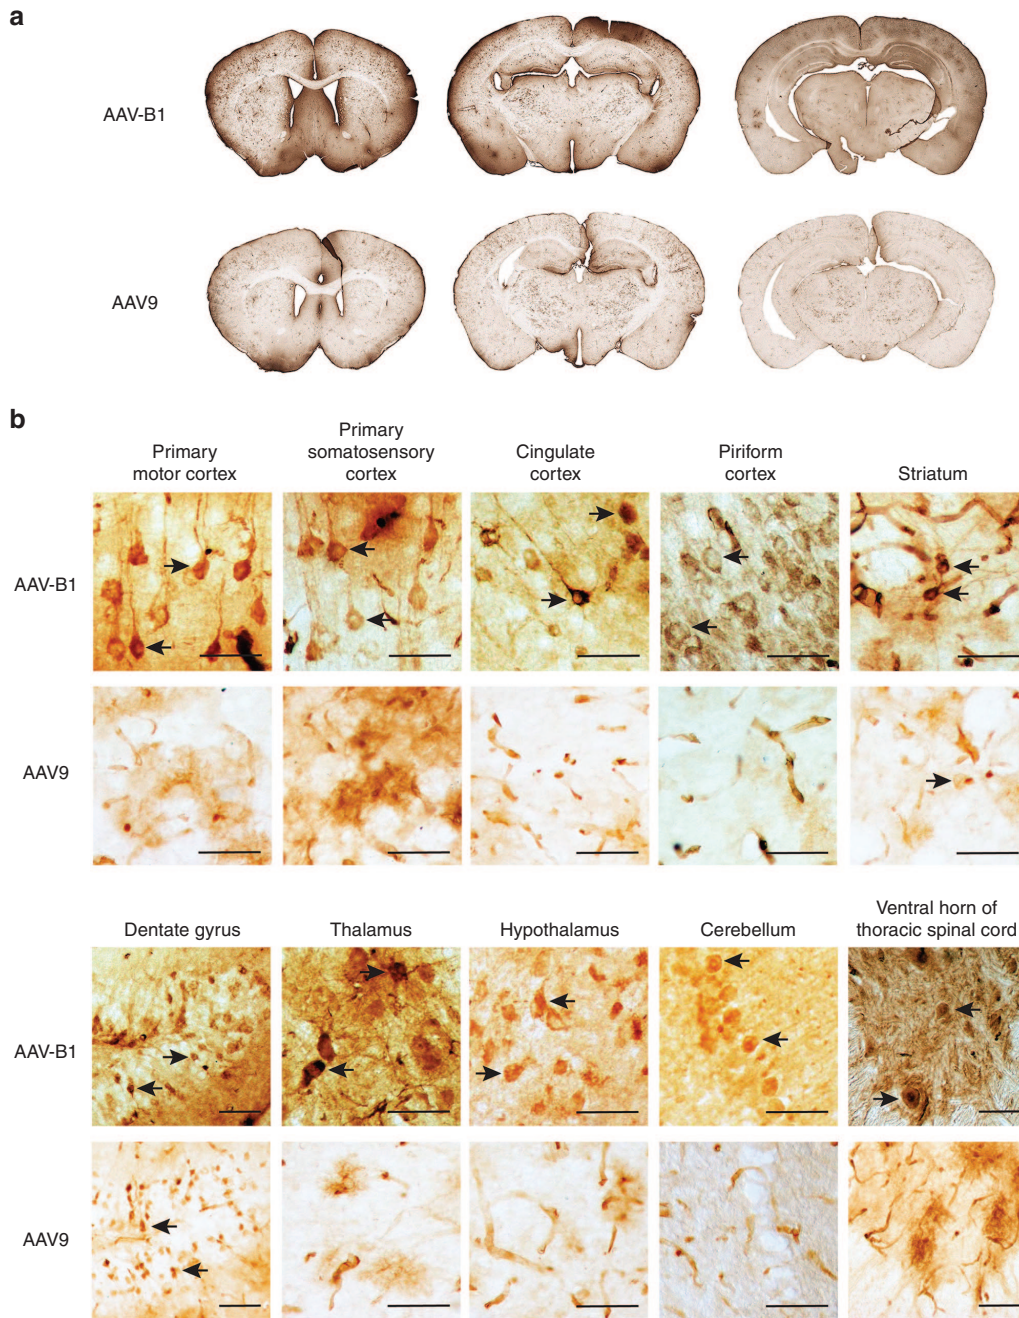 a
AAV-B1
AAV9
b
Primary
motor cortex
Primary
somatosensory
cortex
Cingulate
cortex
Piriform
cortex
Striatum
AAV-B1
AAV9
Dentate gyrus
Thalamus
Hypothalamus
Cerebellum
Ventral horn of
thoracic spinal cord
AAV-B1
AAV9